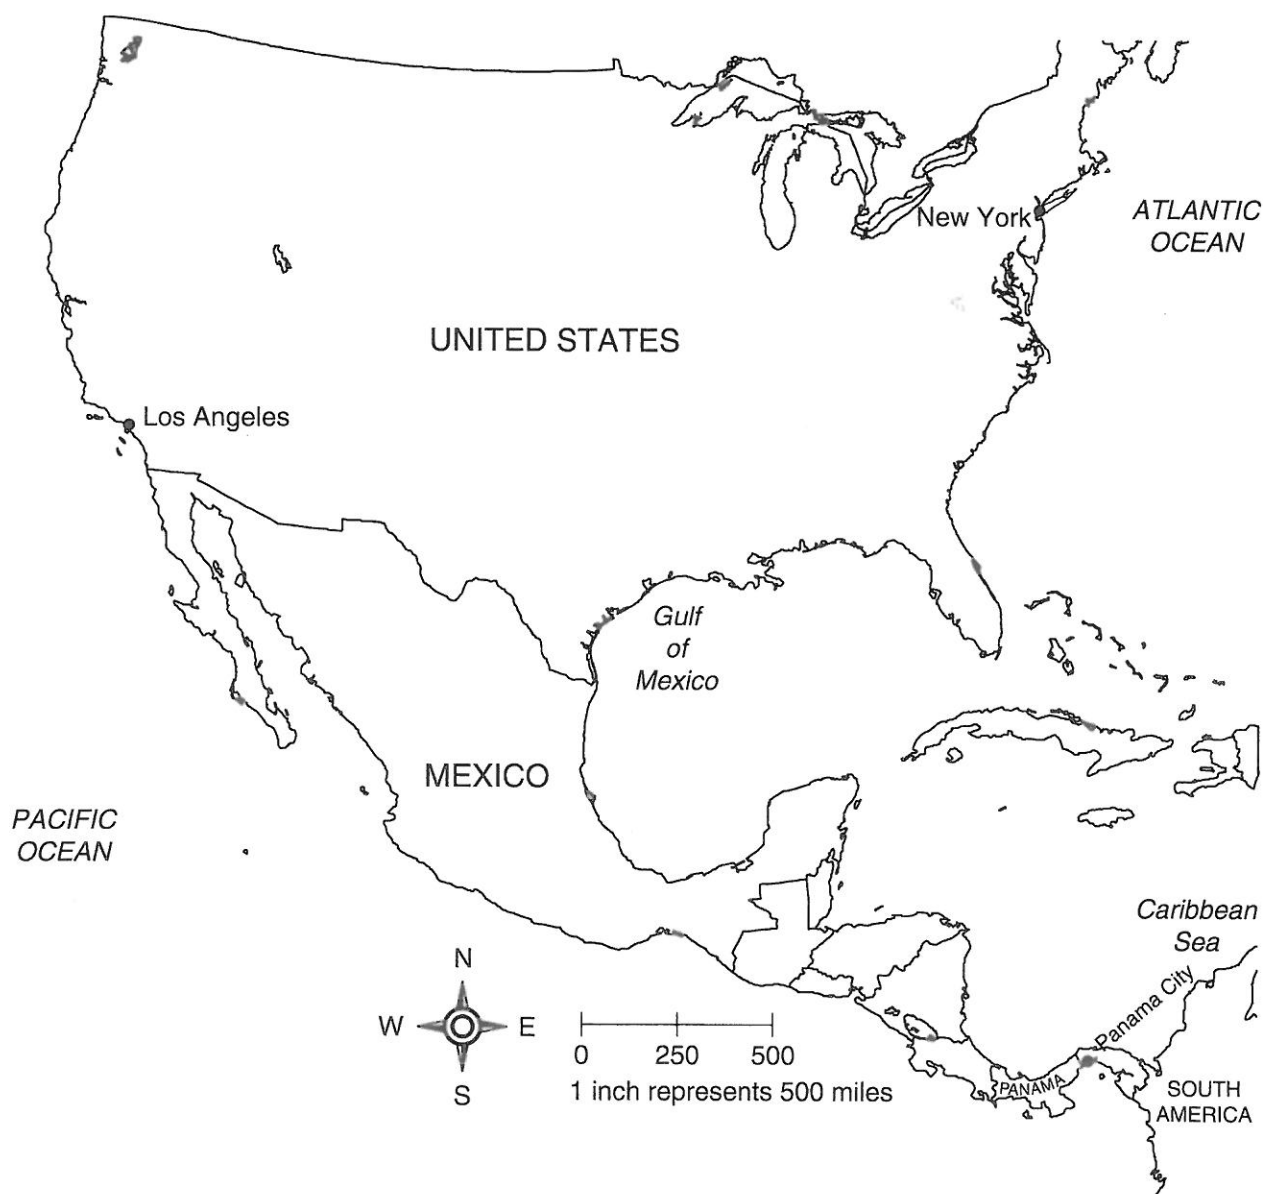 New York
ATLANTIC
OCEAN
UNITED STATES
Los Angeles
Gulf
of
Mexico
MEXICO
PACIFIC
OCEAN
Caribbean
Sea
N
W
E
S
0
250
500
1 inch represents 500 miles
Panama City
PANAMA
SOUTH
AMERICA